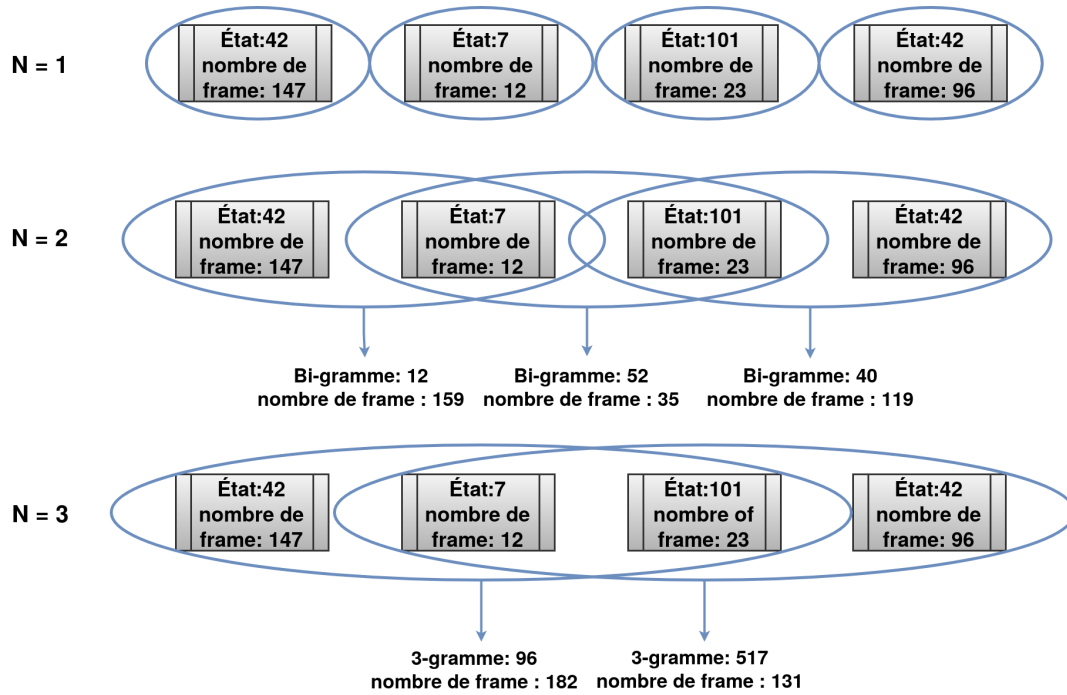 N = 1
État:42
nombre de
frame: 147
État:7
nombre de
frame: 12
État:101
nombre de
frame: 23
État:42
nombre de
frame: 96
N = 2
État:42
nombre de
frame: 147
État:7
nombre de
frame: 12
État:101
nombre de
frame: 23
État:42
nombre de
frame: 96
Bi-gramme: 12
nombre de frame : 159
Bi-gramme: 52
nombre de frame : 35
Bi-gramme: 40
nombre de frame : 119
N = 3
État:42
nombre de
frame: 147
État:7
nombre de
frame: 12
État:101
nombre of
frame: 23
État:42
nombre de
frame: 96
3-gramme: 96
nombre de frame : 182
3-gramme: 517
nombre de frame : 131